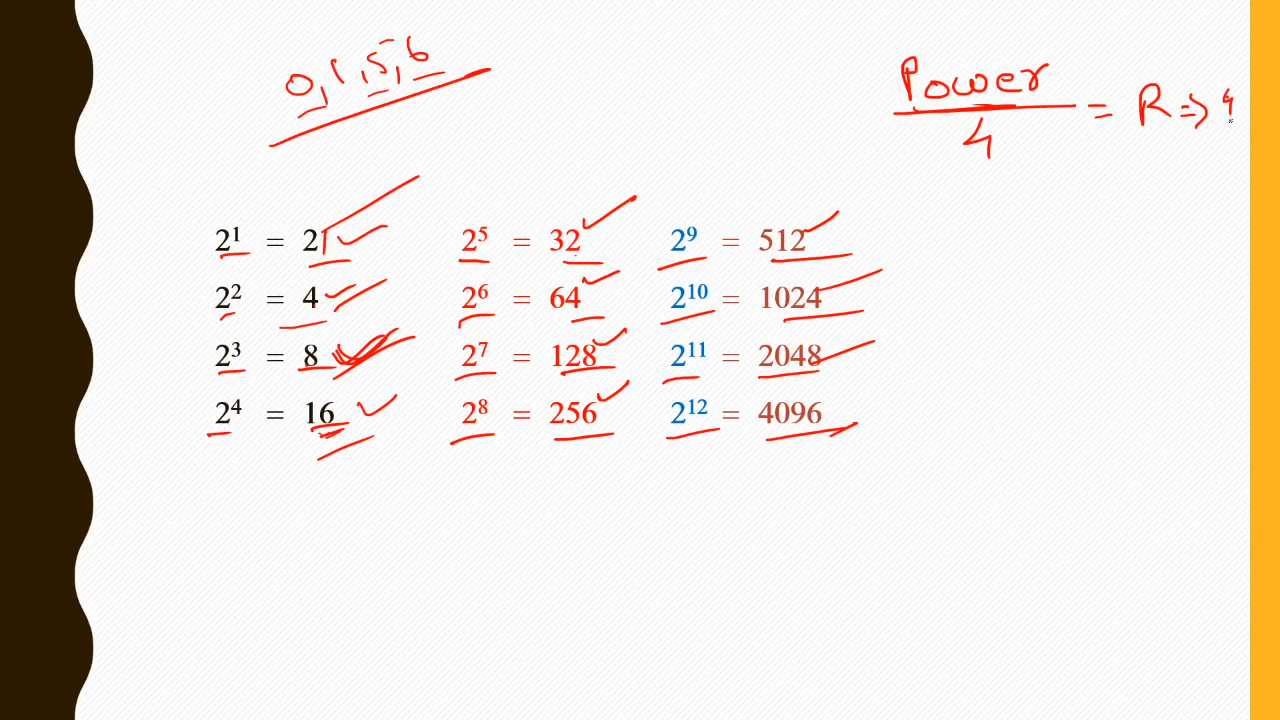 0, 1, 5, 6
Power
4
= R ⇒
2¹ = 2
2² = 4
2³ = 8
2⁴ = 16
2⁵ = 32
2⁶ = 64
2⁷ = 128
2⁸ = 256
2⁹ = 512
2¹⁰ = 1024
2¹¹ = 2048
2¹² = 4096